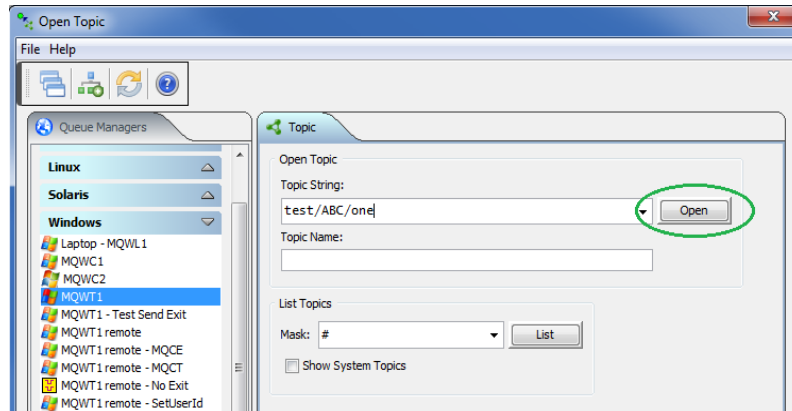 Open Topic
File Help
Queue Managers
Linux
Solaris
Windows
Laptop - MQWL1
MQWC1
MQWC2
MQWT1
MQWT1 - Test Send Exit
MQWT1 remote
MQWT1 remote - MQCE
MQWT1 remote - MQCT
MQWT1 remote - No Exit
MQWT1 remote - SetUserId
Topic
Open Topic
Topic String:
test/ABC/one
Open
Topic Name:
List Topics
Mask: #
List
Show System Topics